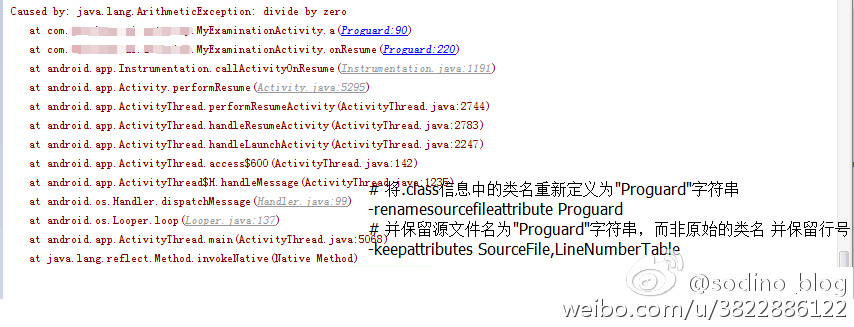 Caused by: java.lang.ArithmeticException: divide by zero
at com.MyExaminationActivity.a(Proguard:90)
at com.MyExaminationActivity.onResume(Proguard:220)
at android.app.Instrumentation.callActivityOnResume(Instrumentation.java:1191)
at android.app.Activity.performResume(Activity.java:5295)
at android.app.ActivityThread.performResumeActivity(ActivityThread.java:2744)
at android.app.ActivityThread.handleResumeActivity(ActivityThread.java:2783)
at android.app.ActivityThread.handleLaunchActivity(ActivityThread.java:2247)
at android.app.ActivityThread.access$600(ActivityThread.java:142)
at android.app.ActivityThread$H.handleMessage(ActivityThread.java:1235)
at android.os.Handler.dispatchMessage(Handler.java:99)
at android.os.Looper.loop(Looper.java:137)
at android.app.ActivityThread.main(ActivityThread.java:5068)
at java.lang.reflect.Method.invokeNative(Native Method)
# 将.class信息中的类名重新定义为"Proguard"字符串
-renamesourcefileattribute Proguard
# 并保留源文件名为"Proguard"字符串，而非原始的类名 并保留行号
-keepattributes SourceFile,LineNumberTable
@sodino_blog
weibo.com/u/3822886122